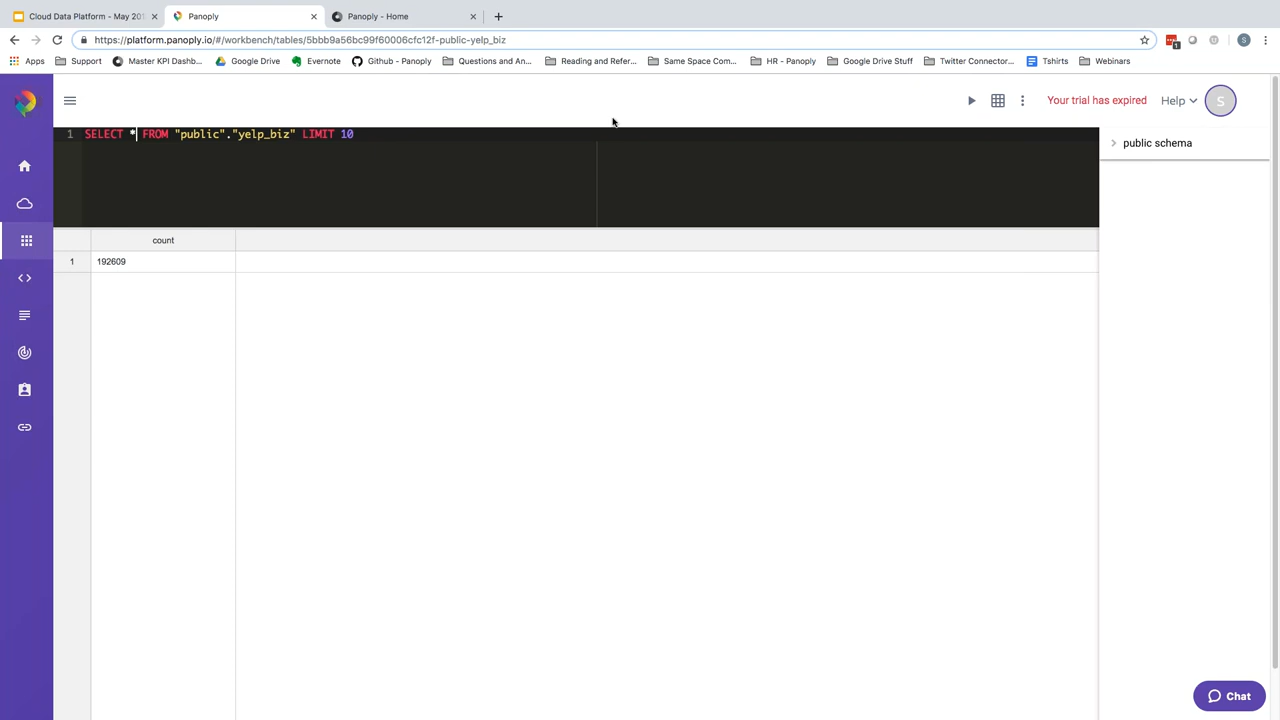 Cloud Data Platform - May 201
Panoply
Panoply - Home
https://platform.panoply.io/#/workbench/tables/5bbb9a56bc99f60006cfc12f-public-yelp_biz
1
S
Apps
Support
Master KPI Dashb...
Google Drive
Evernote
Github - Panoply
Questions and An...
Reading and Refer...
Same Space Com...
HR - Panoply
Google Drive Stuff
Twitter Connector...
Tshirts
Webinars
Your trial has expired
Help
S
1 SELECT * FROM "public"."yelp_biz" LIMIT 10
public schema
count
1 192609
Chat